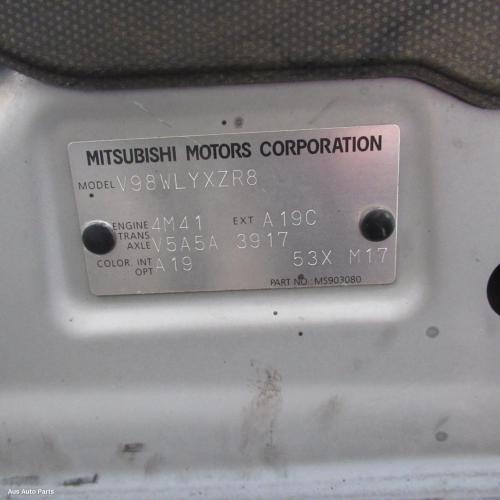 MITSUBISHI MOTORS CORPORATION
MODEL V98WLYXZR8
ENGINE 4M41 EXT A19C
TRANS AXLE V5A5A 3917
COLOR. INT OPT A19 53X M17
PART NO : MS903080
Aus Auto Parts